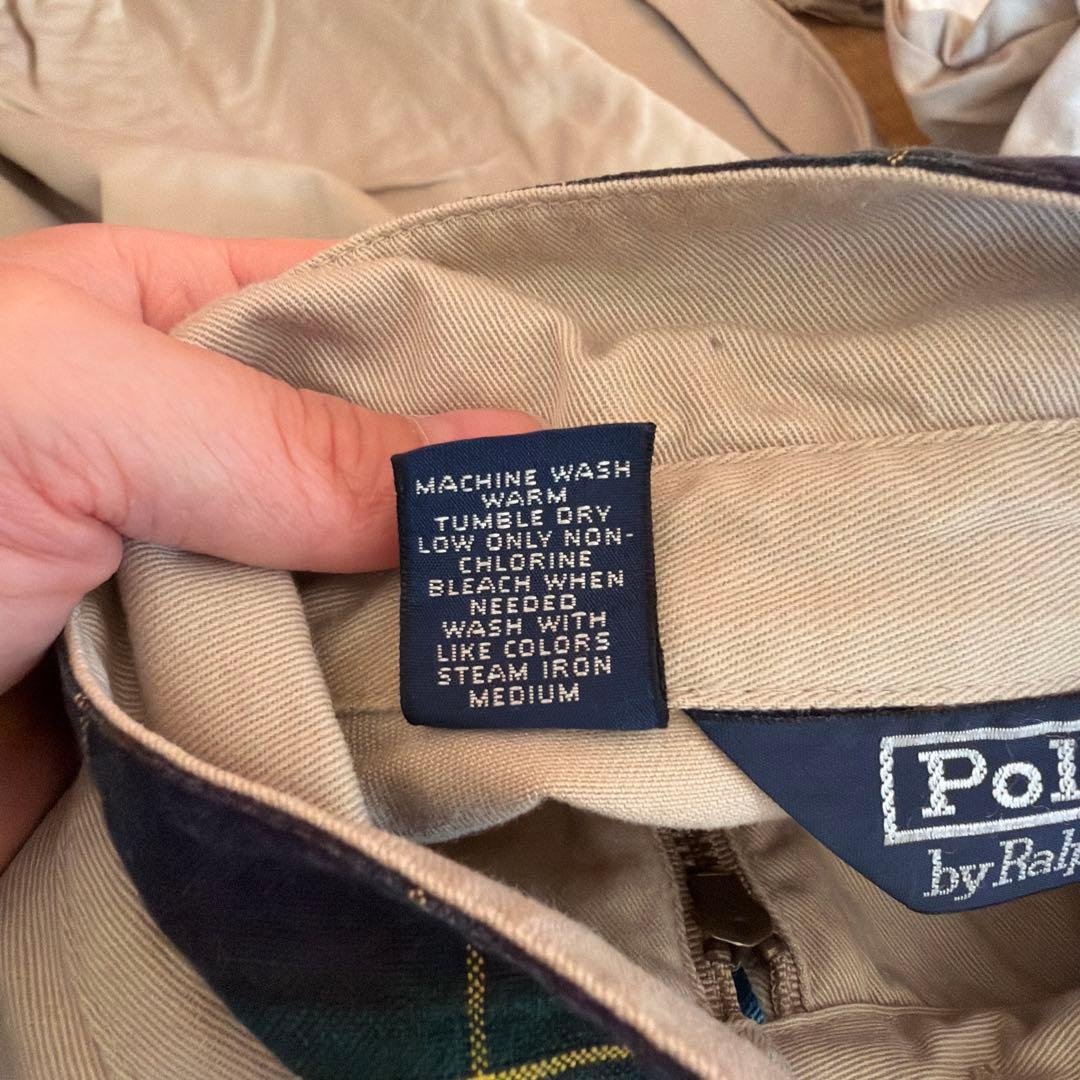 MACHINE WASH
WARM
TUMBLE DRY
LOW ONLY NON-
CHLORINE
BLEACH WHEN
NEEDED
WASH WITH
LIKE COLORS
STEAM IRON
MEDIUM
Pol
by Ralp